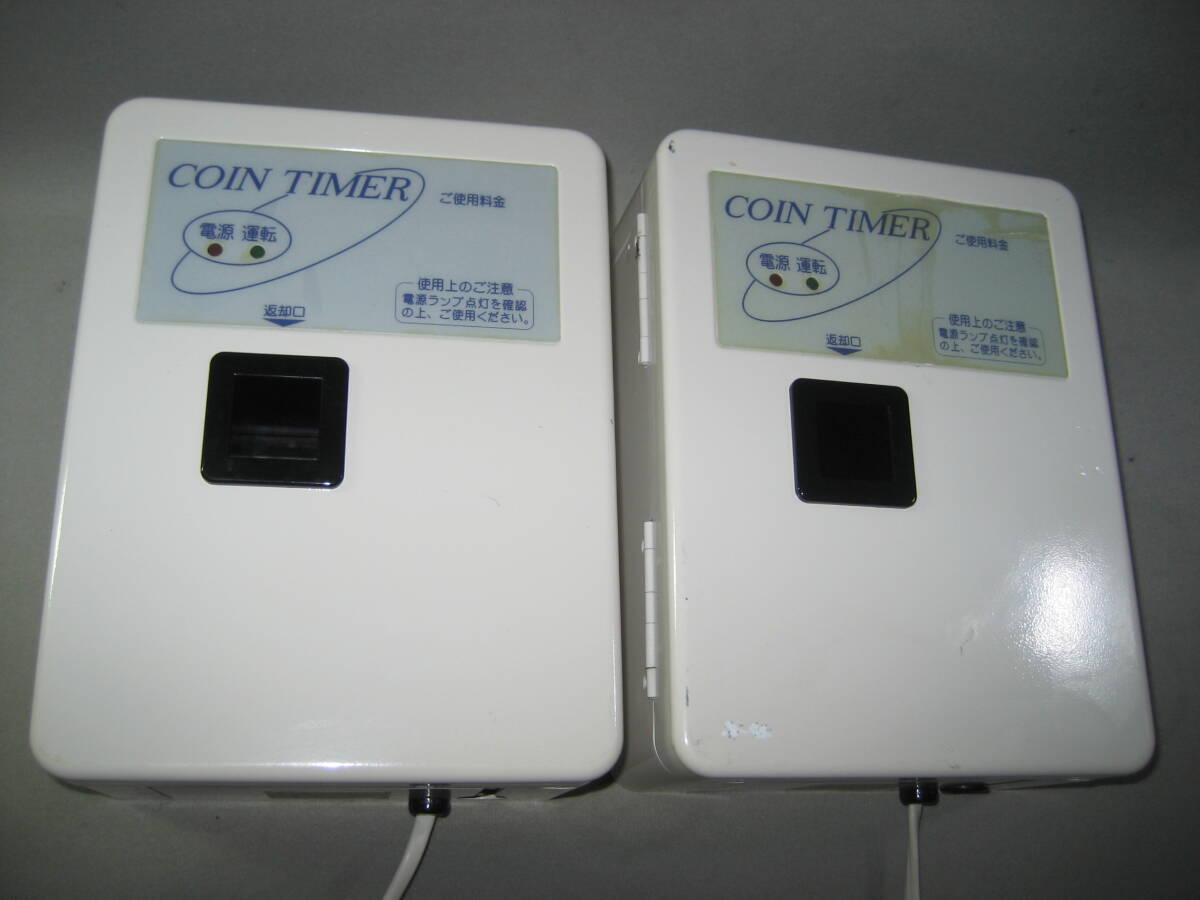 COIN TIMER
ご使用料金
電源 運転
使用上のご注意
電源ランプ点灯を確認
の上、ご使用ください。
返却口
COIN TIMER
ご使用料金
電源 運転
使用上のご注意
電源ランプ点灯を確認
の上、ご使用ください。
返却口